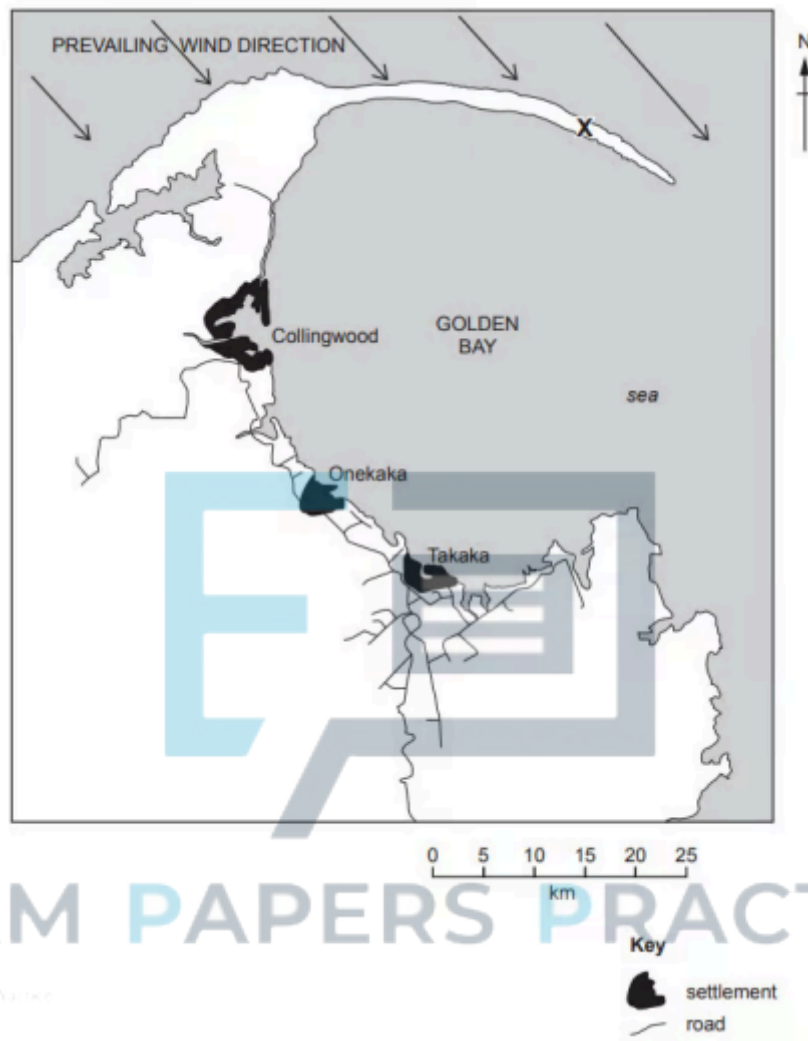 PREVAILING WIND DIRECTION
N
X
Collingwood
GOLDEN
BAY
sea
Onekaka
Takaka
0 5 10 15 20 25
km
M PAPERS PRACT
Key
settlement
road